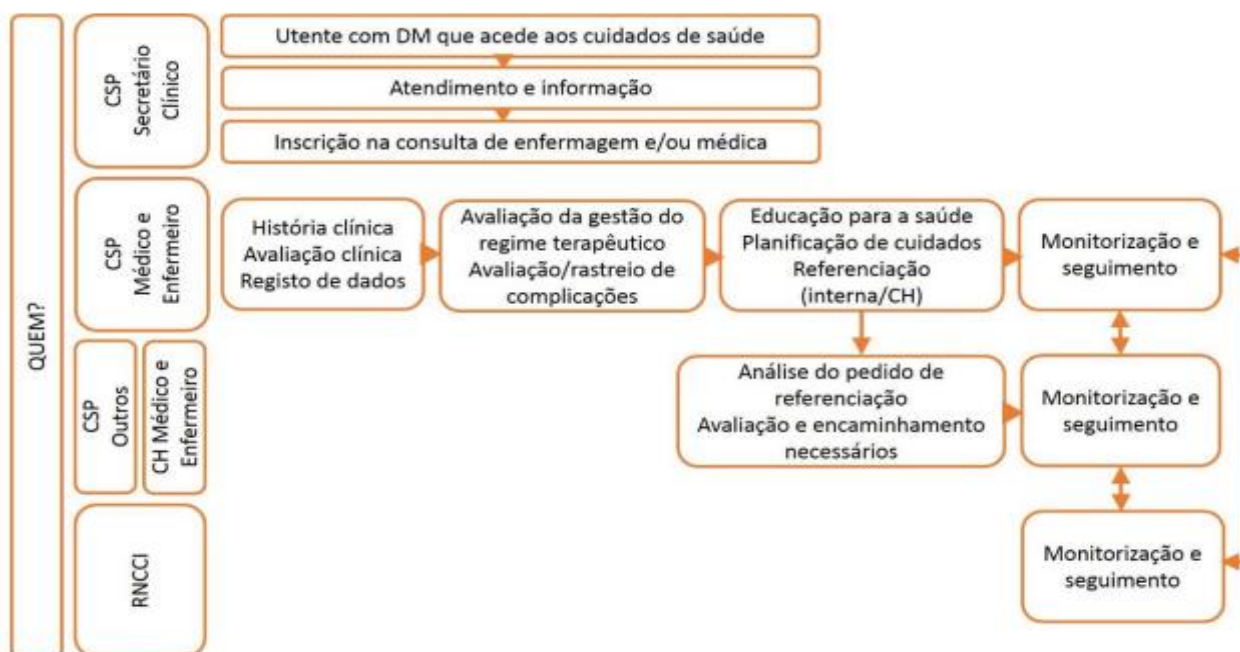 QUEM?
CSP
Secretário
Clínico
Utente com DM que acede aos cuidados de saúde
Atendimento e informação
Inscrição na consulta de enfermagem e/ou médica
CSP
Médico e
Enfermeiro
História clínica
Avaliação clínica
Registo de dados
Avaliação da gestão do
regime terapêutico
Avaliação/rastreio de
complicações
Educação para a saúde
Planificação de cuidados
Referenciação
(interna/CH)
Monitorização e
seguimento
CSP
Outros
CH Médico e
Enfermeiro
Análise do pedido de
referenciação
Avaliação e encaminhamento
necessários
Monitorização e
seguimento
RNCCI
Monitorização e
seguimento